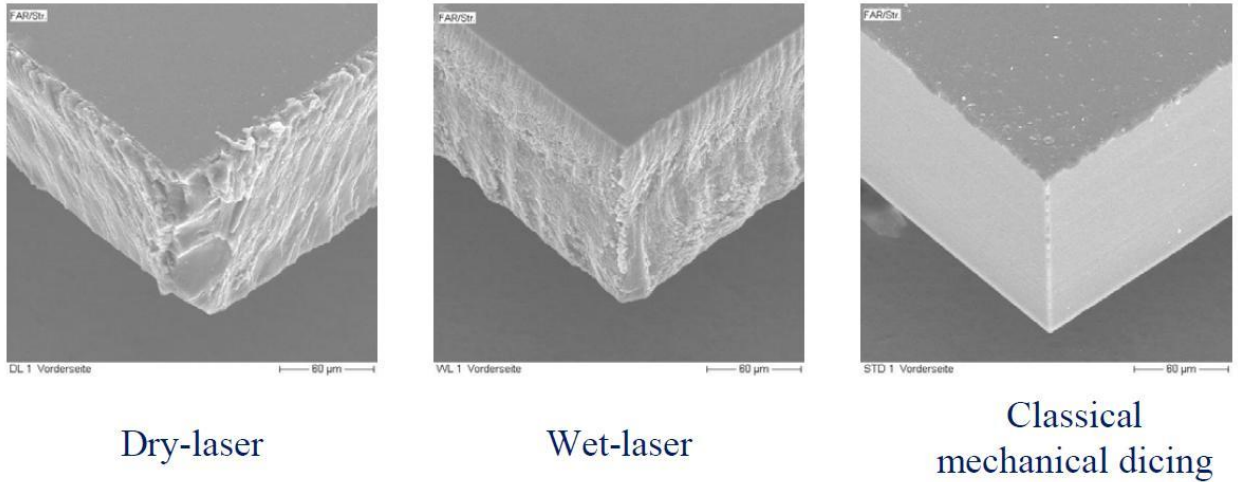 FAR/Str.
FAR/Str.
FAR/Str.
DL 1 Vorderseite
60 µm
WL 1 Vorderseite
60 µm
STD 1 Vorderseite
60 µm
Dry-laser
Wet-laser
Classical
mechanical dicing